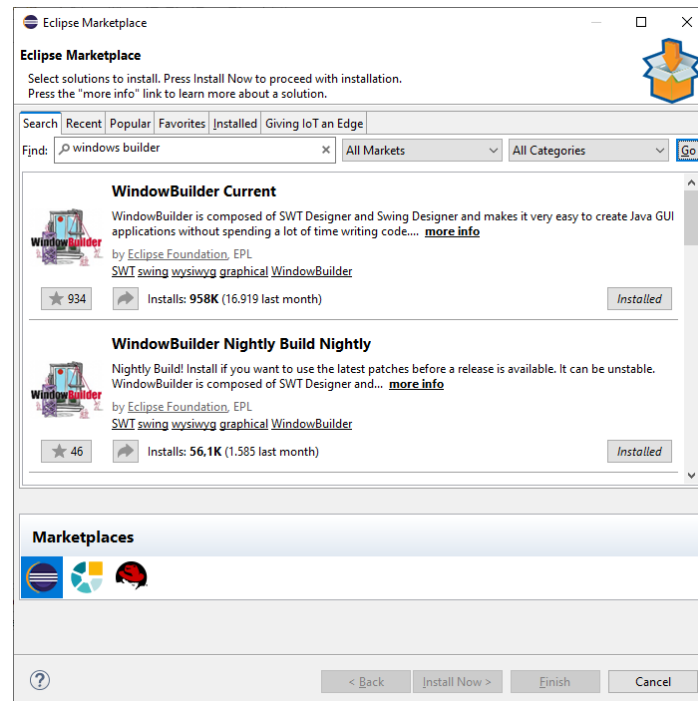 Eclipse Marketplace
Eclipse Marketplace
Select solutions to install. Press Install Now to proceed with installation.
Press the "more info" link to learn more about a solution.
Search Recent Popular Favorites Installed Giving IoT an Edge
Find: windows builder All Markets All Categories Go
WindowBuilder Current
WindowBuilder is composed of SWT Designer and Swing Designer and makes it very easy to create Java GUI
applications without spending a lot of time writing code.... more info
WindowBuilder
by Eclipse Foundation, EPL
SWT swing wysiwyg graphical WindowBuilder
934 Installs: 958K (16.919 last month) Installed
WindowBuilder Nightly Build Nightly
Nightly Build! Install if you want to use the latest patches before a release is available. It can be unstable.
WindowBuilder is composed of SWT Designer and... more info
WindowBuilder
by Eclipse Foundation, EPL
SWT swing wysiwyg graphical WindowBuilder
46 Installs: 56,1K (1.585 last month) Installed
Marketplaces
? < Back Install Now > Finish Cancel